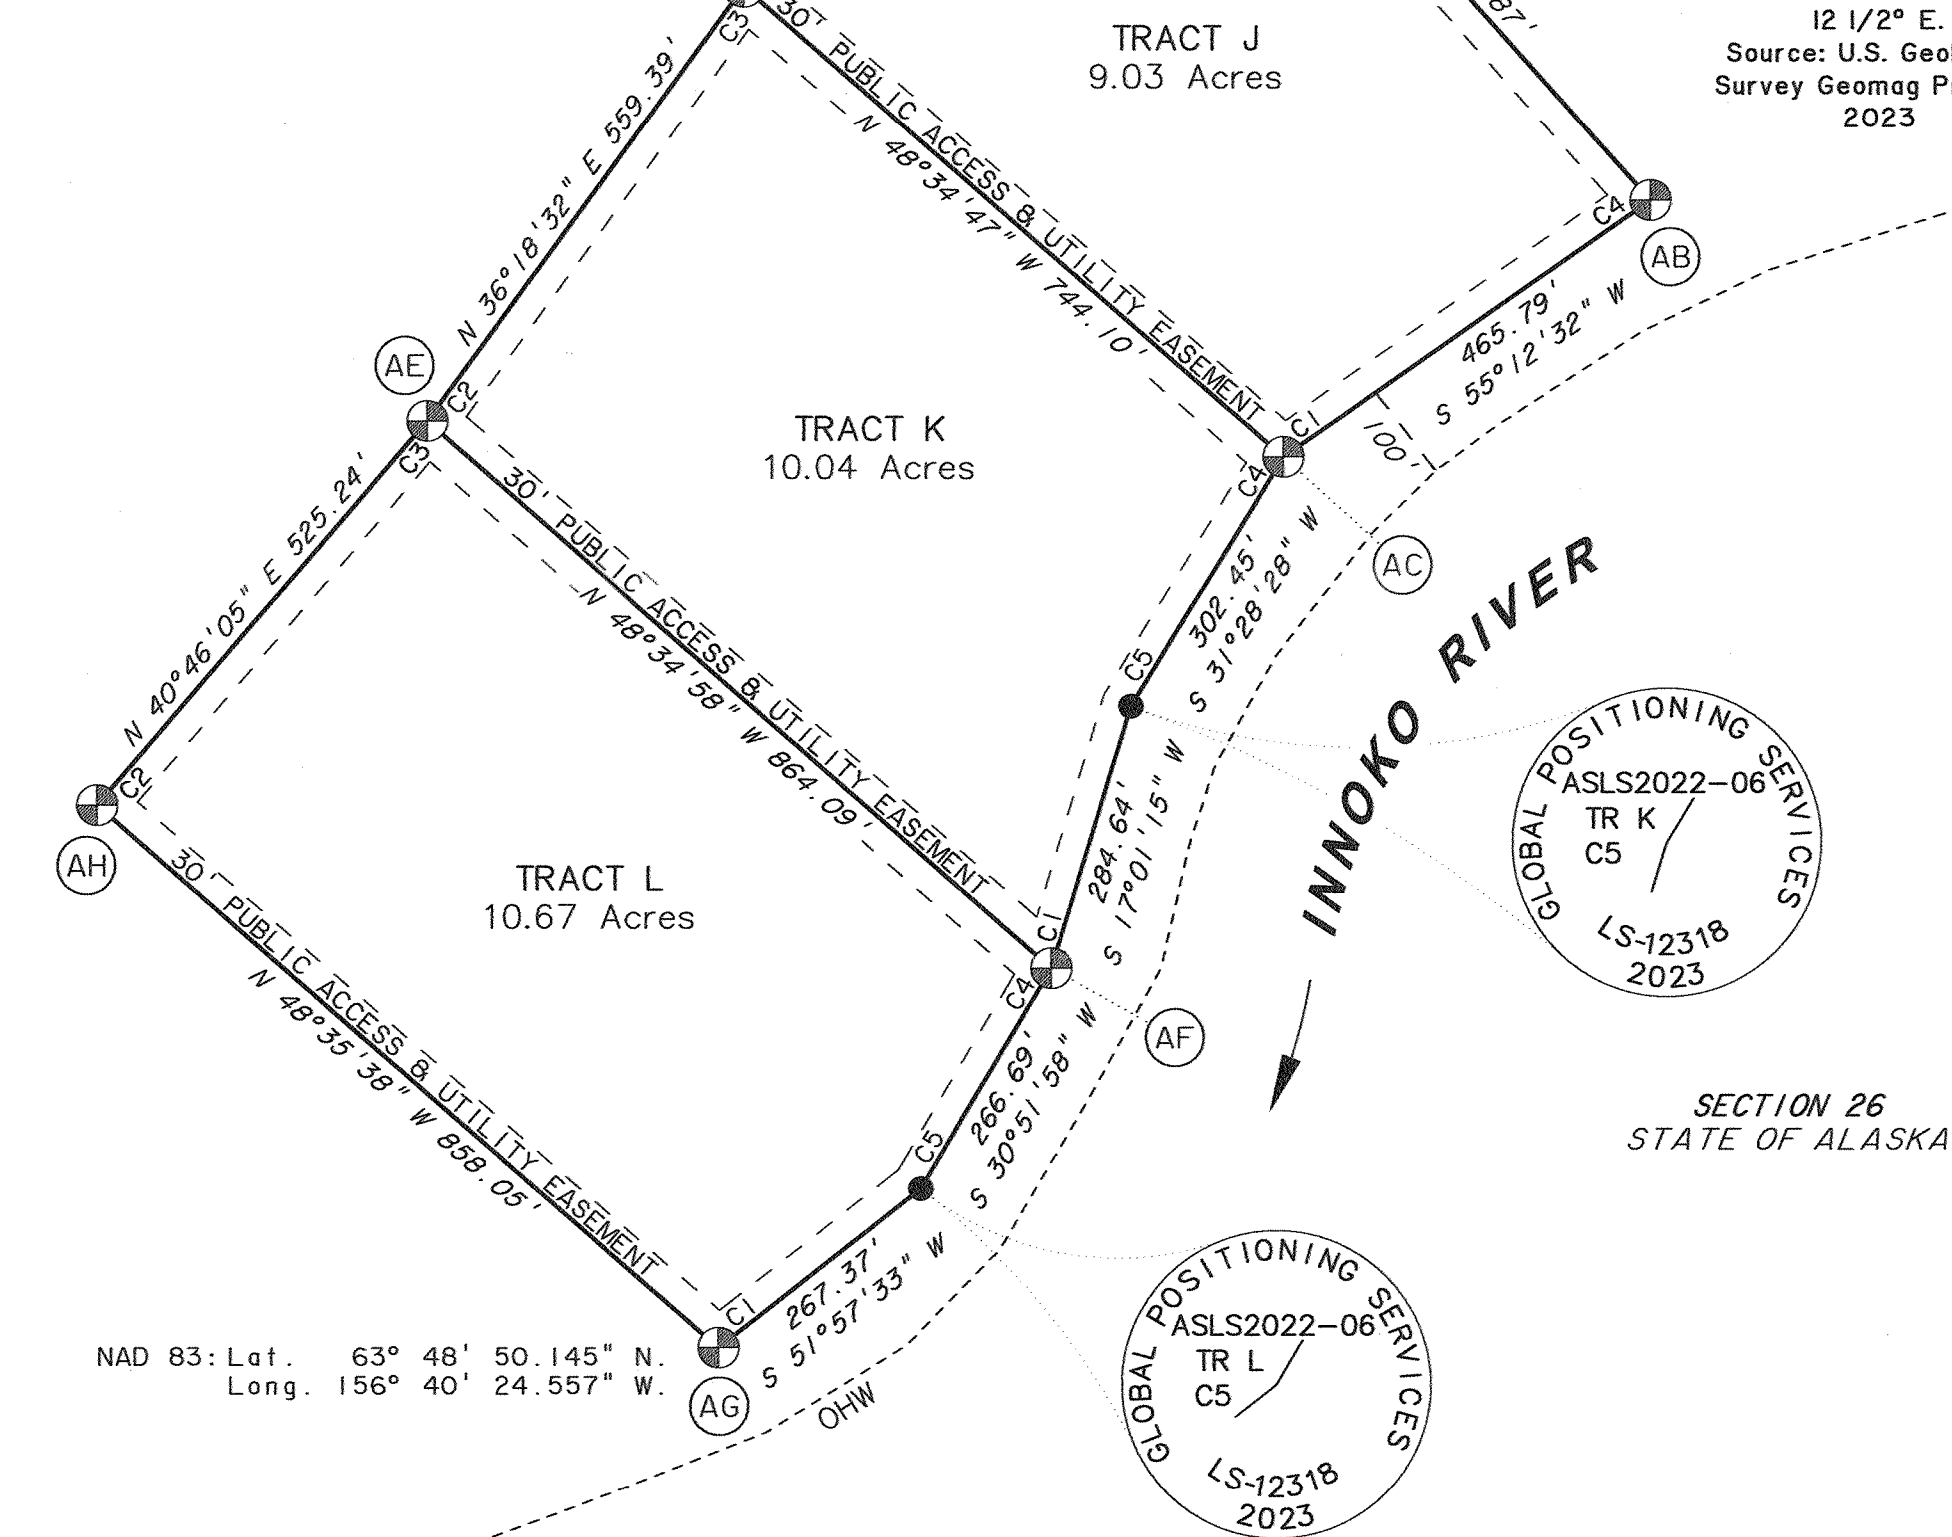 12 1/2° E.
Source: U.S. Geo
Survey Geomag P
2023
87'
TRACT J
9.03 Acres
C3
30' PUBLIC ACCESS & UTILITY EASEMENT
N 48°34'47" W 744.10'
N 36°18'32" E 559.39'
C4
AB
465.79'
S 55°12'32" W
C1
100'
AE
C2
TRACT K
10.04 Acres
C4
AC
C3
30' PUBLIC ACCESS & UTILITY EASEMENT
N 48°34'58" W 864.09'
N 40°46'05" E 525.24'
302.45'
S 31°28'28" W
INNOKO RIVER
C5
284.64'
S 17°01'15" W
GLOBAL POSITIONING SERVICES
ASLS2022-06
TR K
C5
LS-12318
2023
C2
AH
TRACT L
10.67 Acres
C1
C4
AF
30' PUBLIC ACCESS & UTILITY EASEMENT
N 48°35'38" W 858.05'
266.69'
S 30°51'58" W
C5
SECTION 26
STATE OF ALASKA
267.37'
S 51°57'33" W
C1
AG
OHW
NAD 83: Lat. 63° 48' 50.145" N.
Long. 156° 40' 24.557" W.
GLOBAL POSITIONING SERVICES
ASLS2022-06
TR L
C5
LS-12318
2023